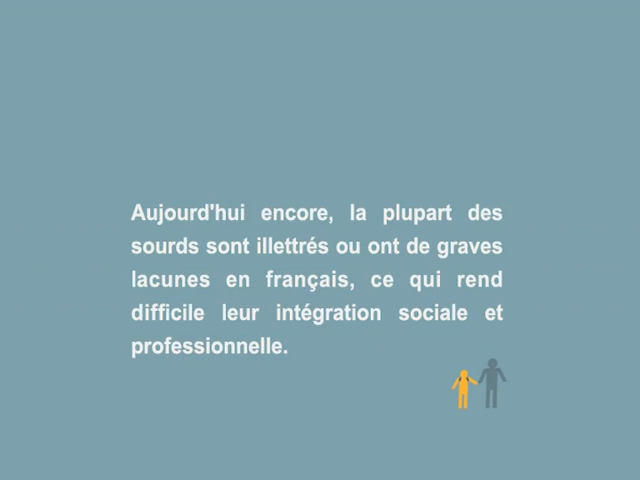 Aujourd'hui encore, la plupart des
sourds sont illettrés ou ont de graves
lacunes en français, ce qui rend
difficile leur intégration sociale et
professionnelle.